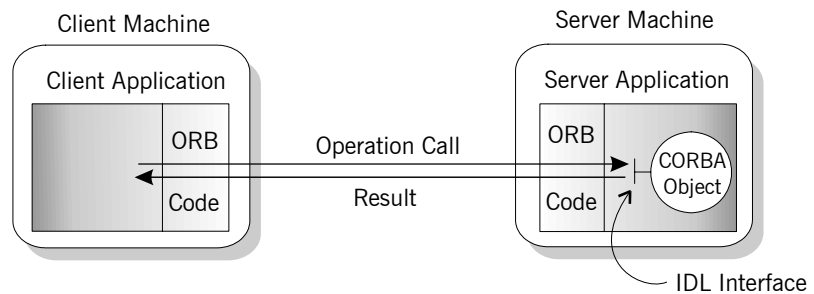 Client Machine
Client Application
ORB
Code
Operation Call
Result
Server Machine
Server Application
ORB
Code
CORBA
Object
IDL Interface